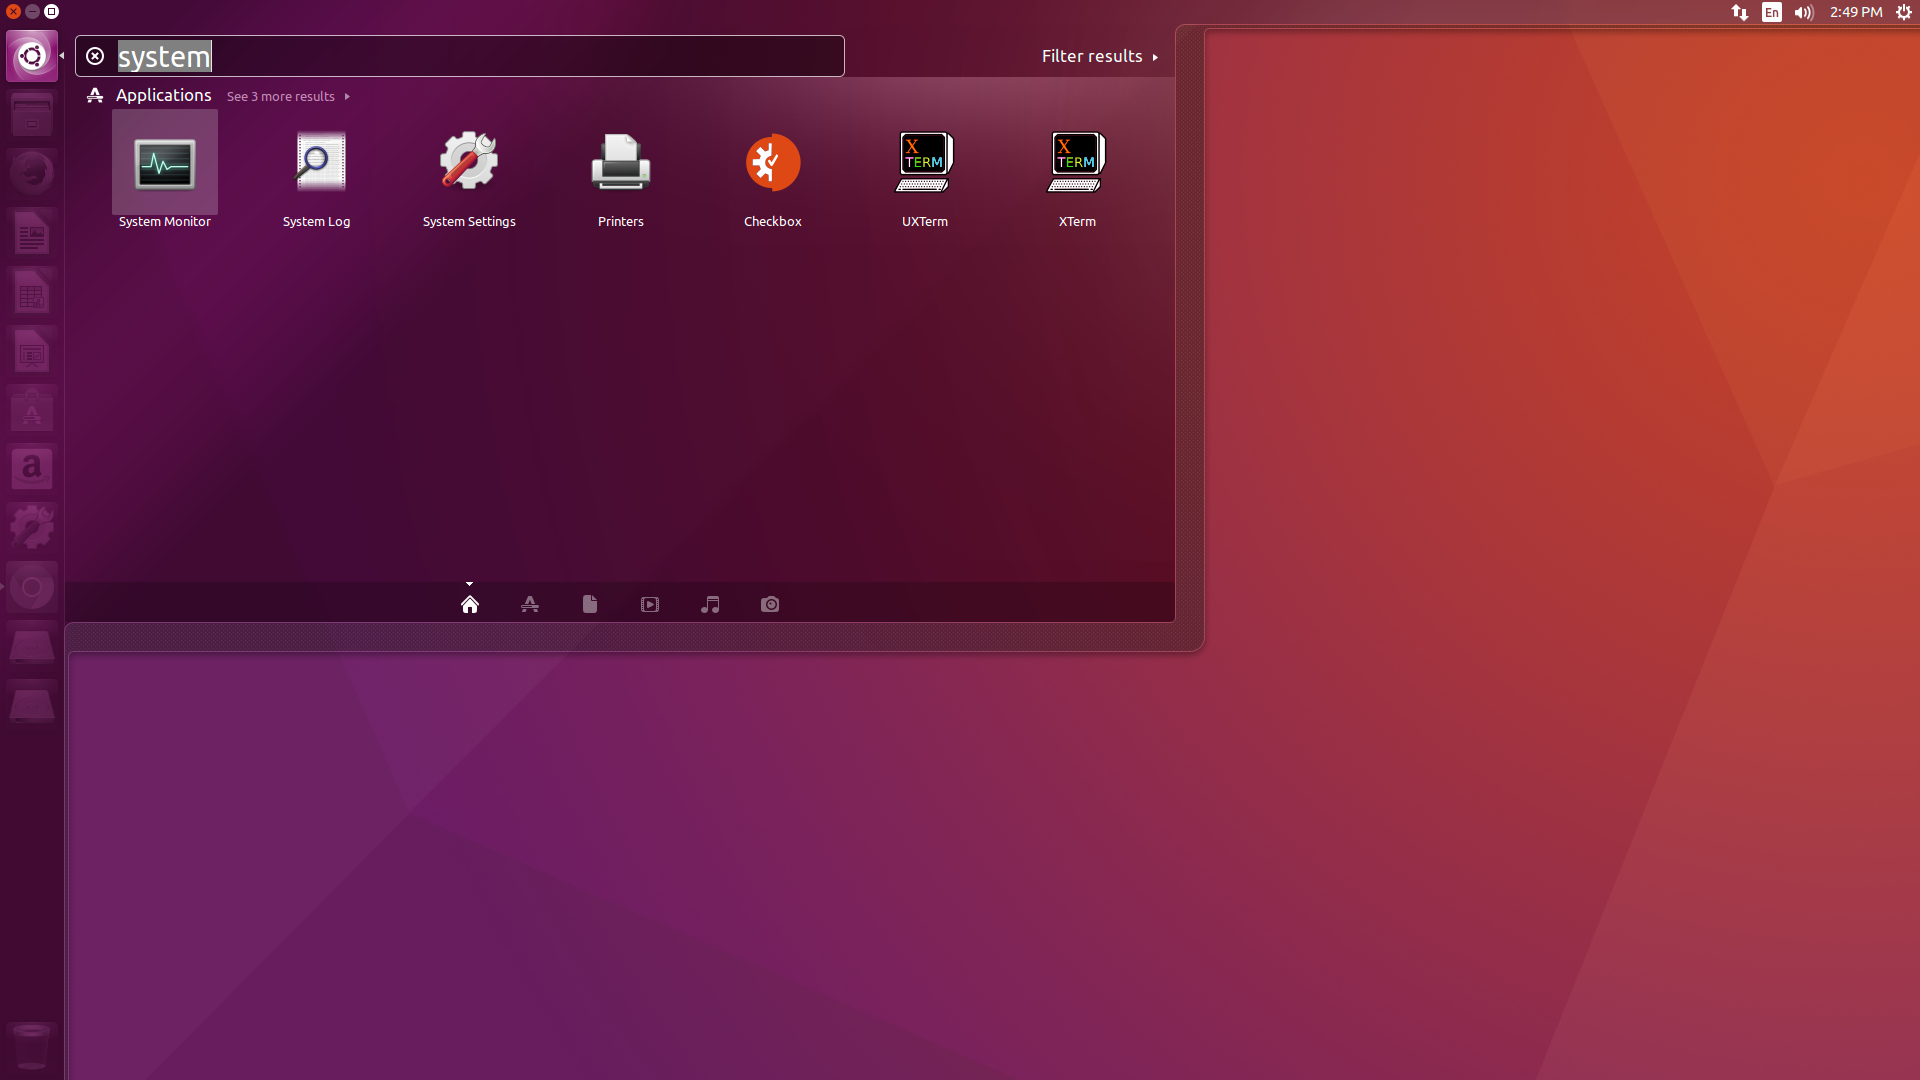 En
2:49 PM
system
Filter results
Applications
See 3 more results
X
TERM
X
TERM
System Monitor
System Log
System Settings
Printers
Checkbox
UXTerm
XTerm
a